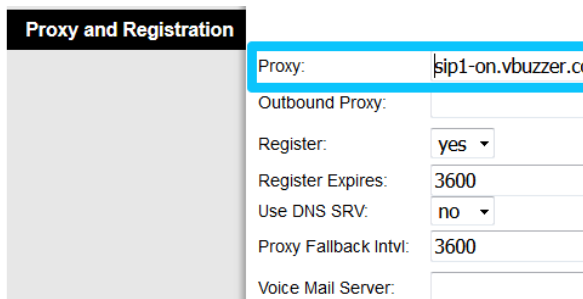 Proxy and Registration
Proxy: sip1-on.vbuzzer.co
Outbound Proxy:
Register: yes
Register Expires: 3600
Use DNS SRV: no
Proxy Fallback Intvl: 3600
Voice Mail Server: